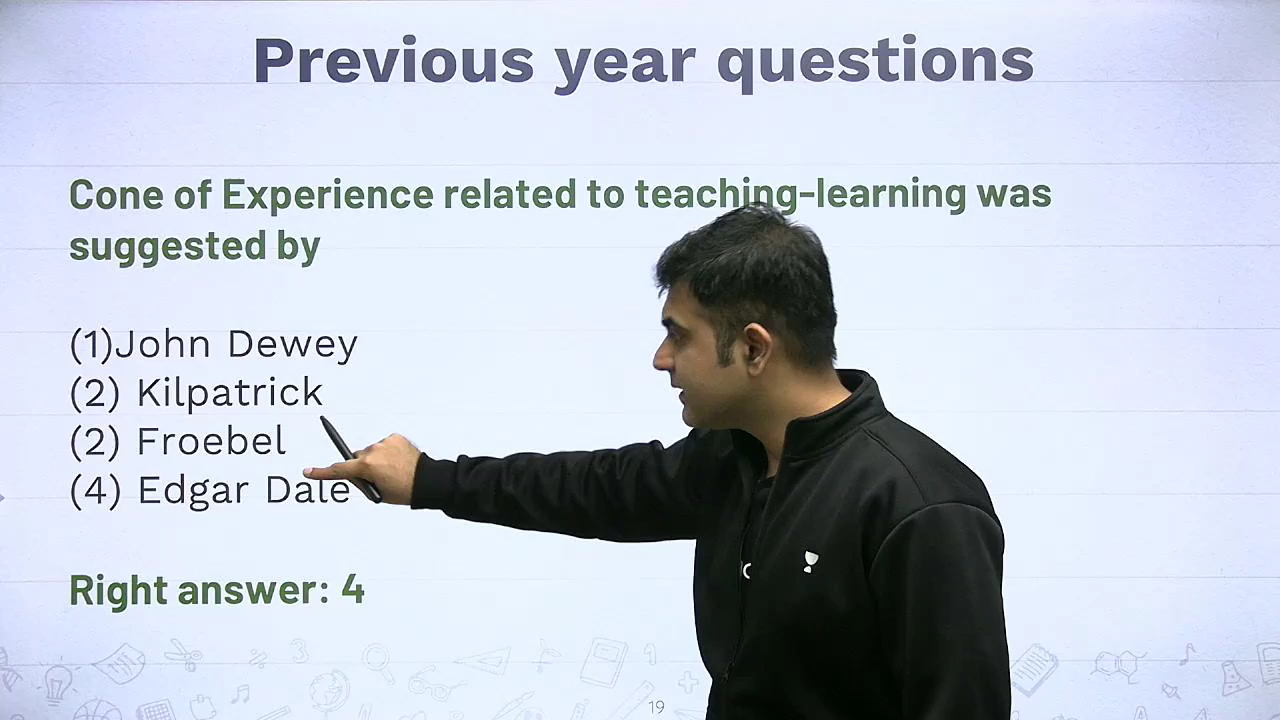 Previous year questions
Cone of Experience related to teaching-learning was
suggested by
(1)John Dewey
(2) Kilpatrick
(2) Froebel
(4) Edgar Dale
Right answer: 4
19